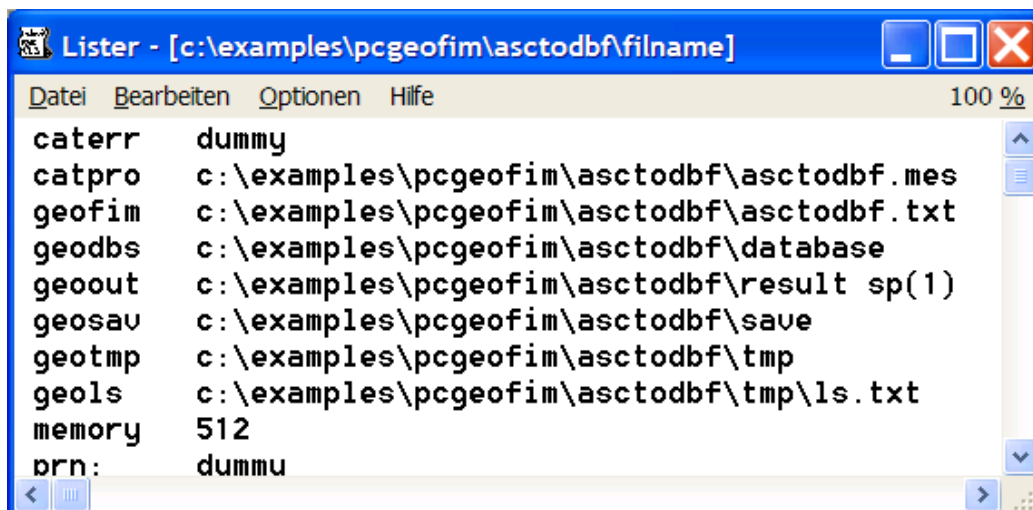 Lister - [c:\examples\pcgeofim\asctodbf\filname]
Datei Bearbeiten Optionen Hilfe 100 %
caterr dummy
catpro c:\examples\pcgeofim\asctodbf\asctodbf.mes
geofim c:\examples\pcgeofim\asctodbf\asctodbf.txt
geodbs c:\examples\pcgeofim\asctodbf\database
geoout c:\examples\pcgeofim\asctodbf\result sp(1)
geosav c:\examples\pcgeofim\asctodbf\save
geotmp c:\examples\pcgeofim\asctodbf\tmp
geols c:\examples\pcgeofim\asctodbf\tmp\ls.txt
memory 512
prn: dummy